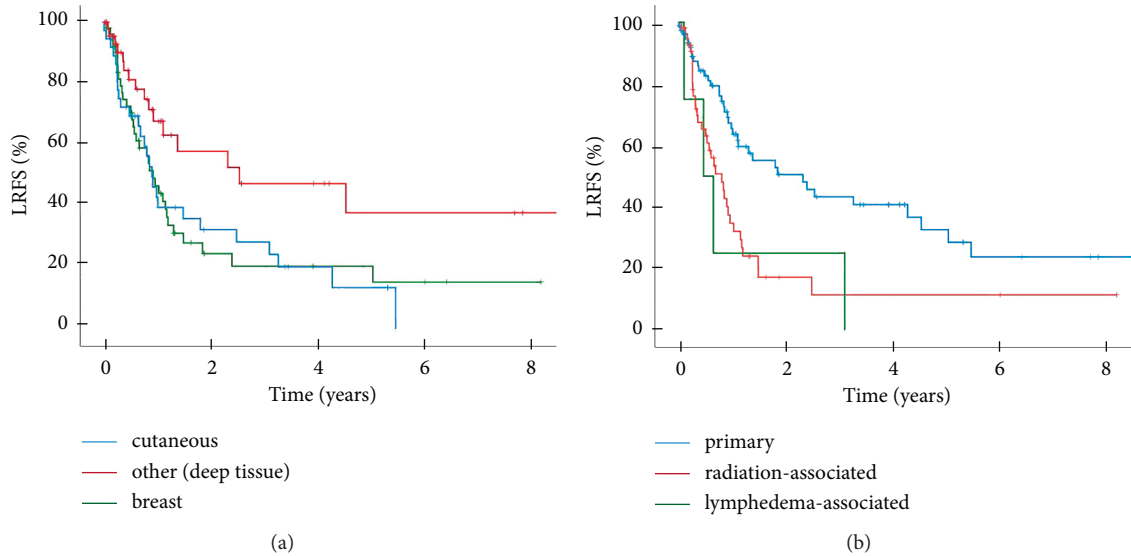 100
80
60
40
20
0
LRFS (%)
0 2 4 6 8
Time (years)
cutaneous
other (deep tissue)
breast
(a)
100
80
60
40
20
0
LRFS (%)
0 2 4 6 8
Time (years)
primary
radiation-associated
lymphedema-associated
(b)